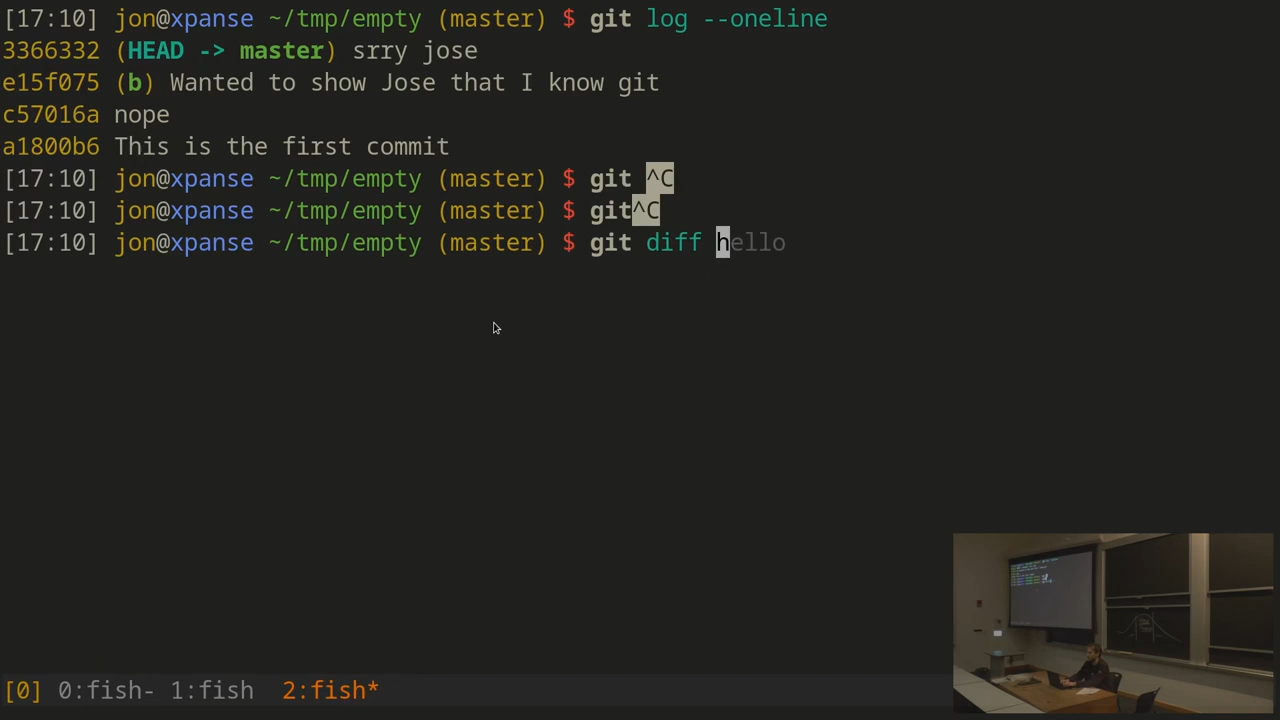 [17:10] jon@xpanse ~/tmp/empty (master) $ git log --oneline
3366332 (HEAD -> master) srry jose
e15f075 (b) Wanted to show Jose that I know git
c57016a nope
a1800b6 This is the first commit
[17:10] jon@xpanse ~/tmp/empty (master) $ git ^C
[17:10] jon@xpanse ~/tmp/empty (master) $ git^C
[17:10] jon@xpanse ~/tmp/empty (master) $ git diff hello
[0] 0:fish- 1:fish 2:fish*